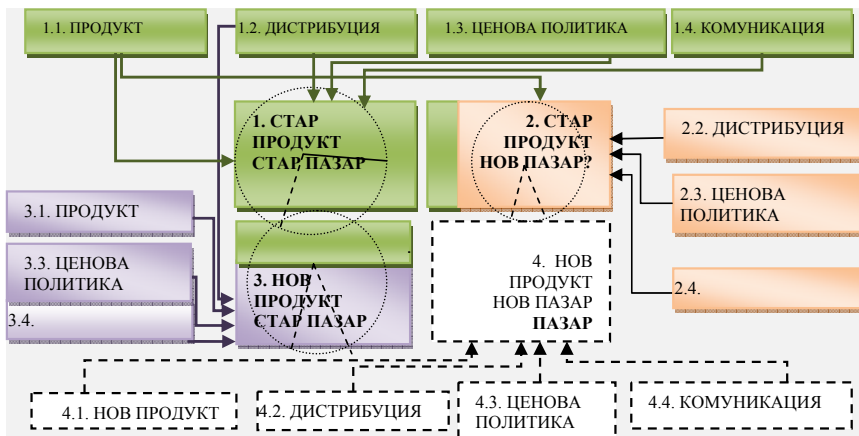 1.1. ПРОДУКТ
1.2. ДИСТРИБУЦИЯ
1.3. ЦЕНОВА ПОЛИТИКА
1.4. КОМУНИКАЦИЯ
1. СТАР
ПРОДУКТ
СТАР ПАЗАР
2. СТАР
ПРОДУКТ
НОВ ПАЗАР?
2.2. ДИСТРИБУЦИЯ
2.3. ЦЕНОВА
ПОЛИТИКА
2.4.
3.1. ПРОДУКТ
3.3. ЦЕНОВА
ПОЛИТИКА
3.4.
3. НОВ
ПРОДУКТ
СТАР ПАЗАР
4. НОВ
ПРОДУКТ
НОВ ПАЗАР
ПАЗАР
4.1. НОВ ПРОДУКТ
4.2. ДИСТРИБУЦИЯ
4.3. ЦЕНОВА
ПОЛИТИКА
4.4. КОМУНИКАЦИЯ